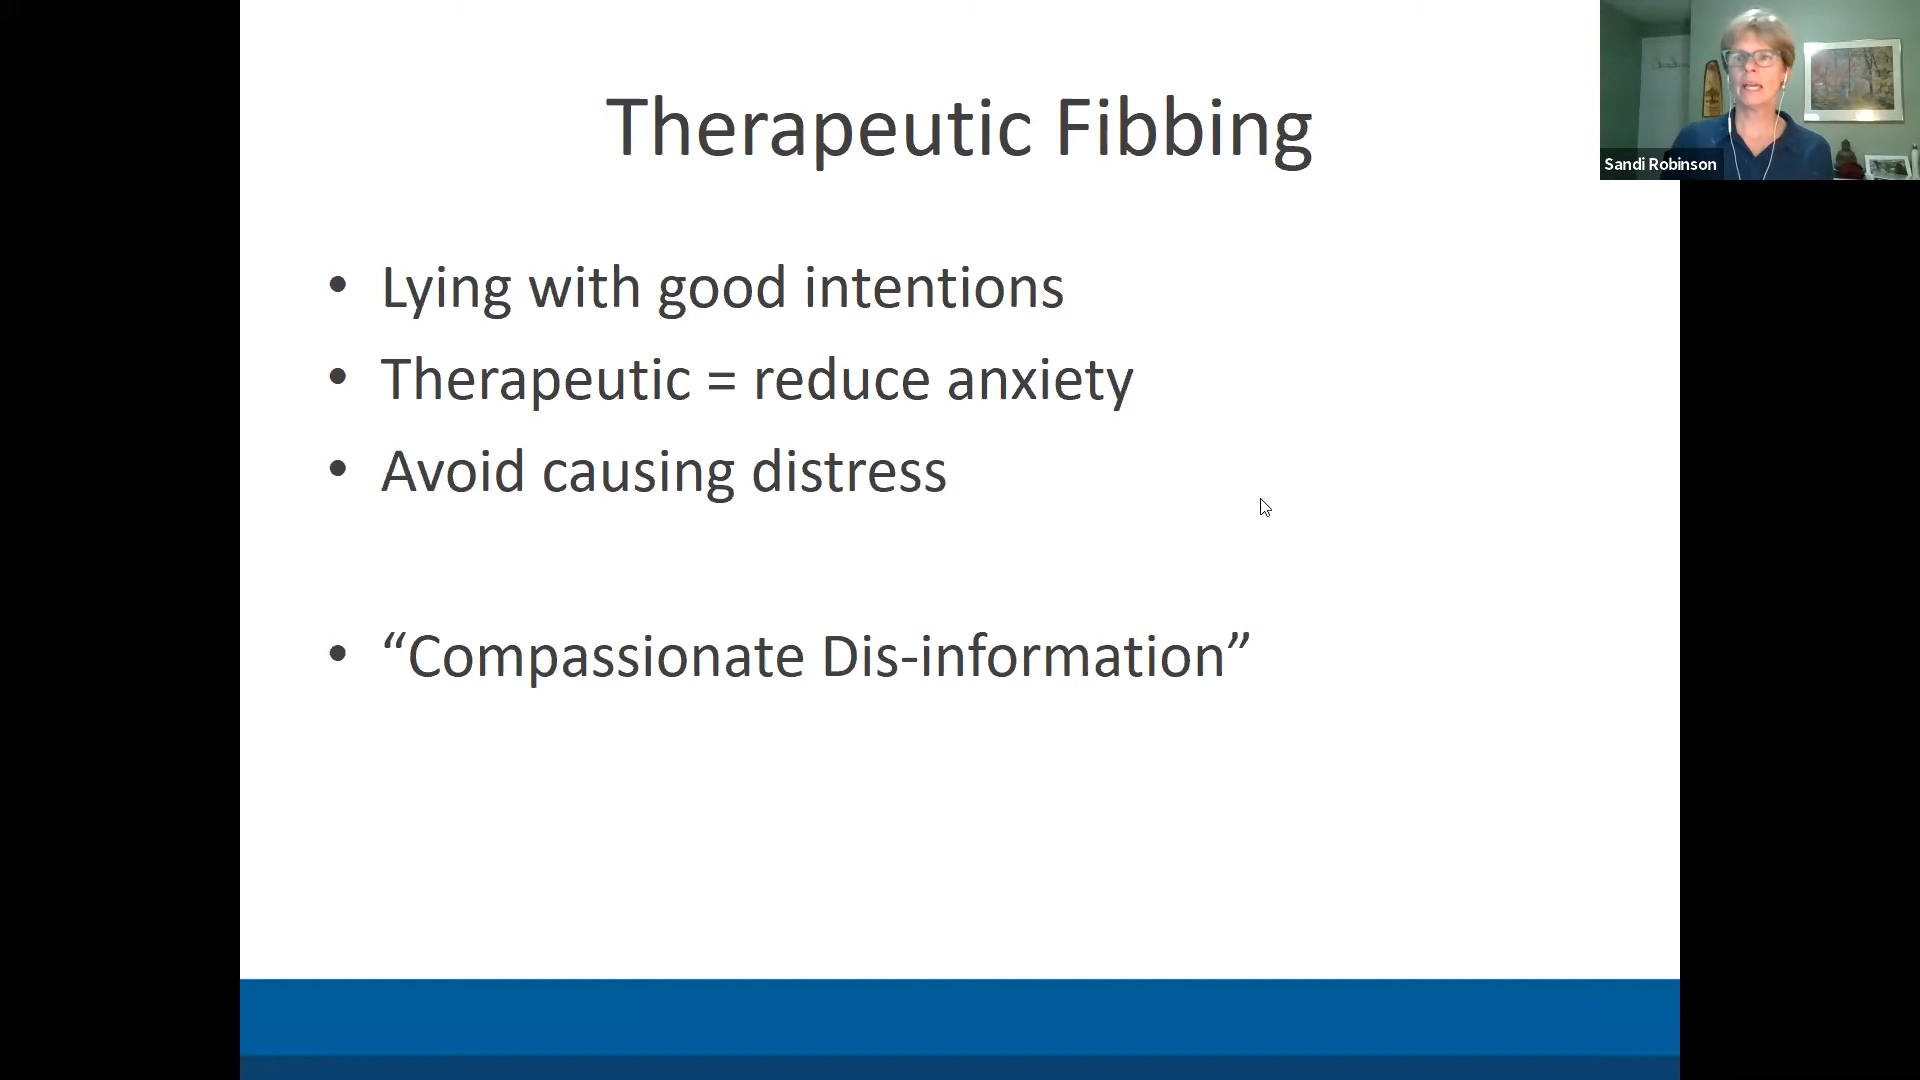 Therapeutic Fibbing
• Lying with good intentions
• Therapeutic = reduce anxiety
• Avoid causing distress
• “Compassionate Dis-information”
Sandi Robinson